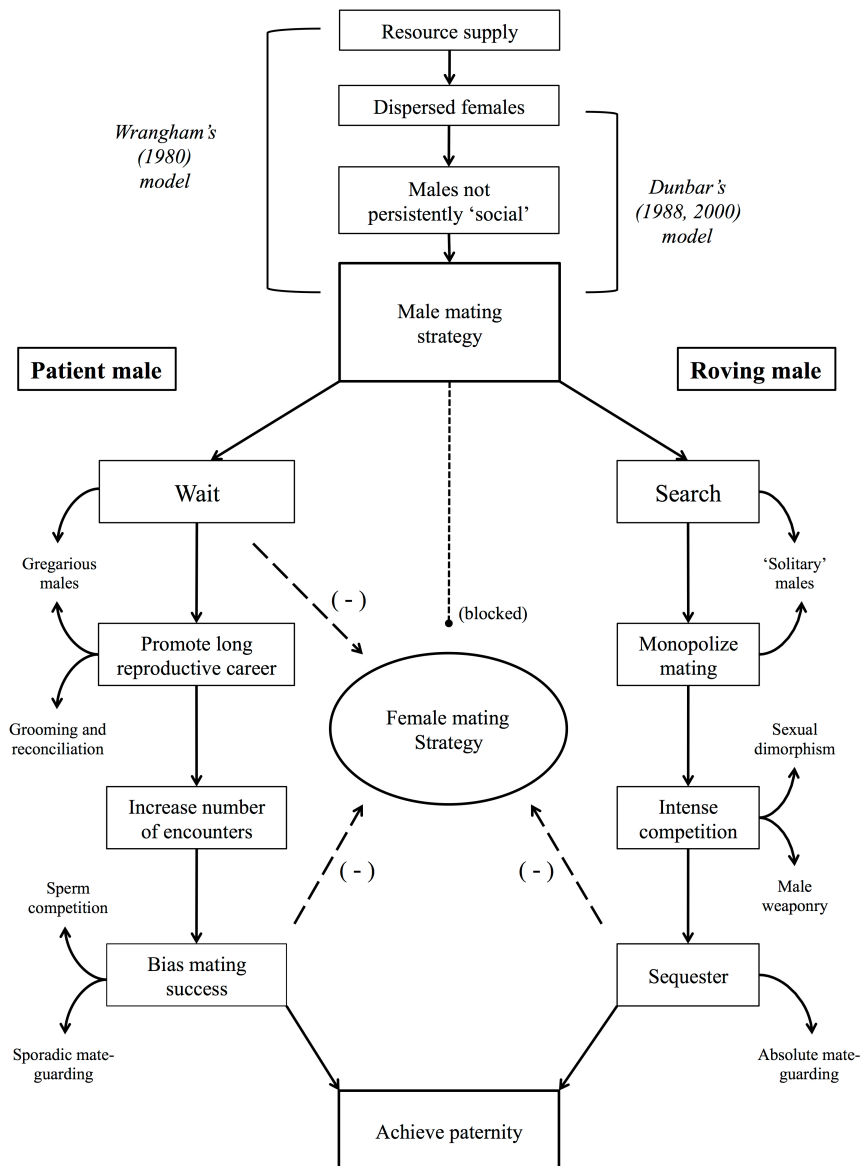 Resource supply
Dispersed females
Wrangham's
(1980)
model
Males not
persistently ‘social’
Dunbar's
(1988, 2000)
model
Male mating
strategy
Patient male
Roving male
Wait
Search
Gregarious
males
( - )
(blocked)
‘Solitary’
males
Promote long
reproductive career
Monopolize
mating
Grooming and
reconciliation
Female mating
Strategy
Sexual
dimorphism
Increase number
of encounters
Intense
competition
( - )
( - )
Sperm
competition
Male
weaponry
Bias mating
success
Sequester
Sporadic mate-
guarding
Absolute mate-
guarding
Achieve paternity